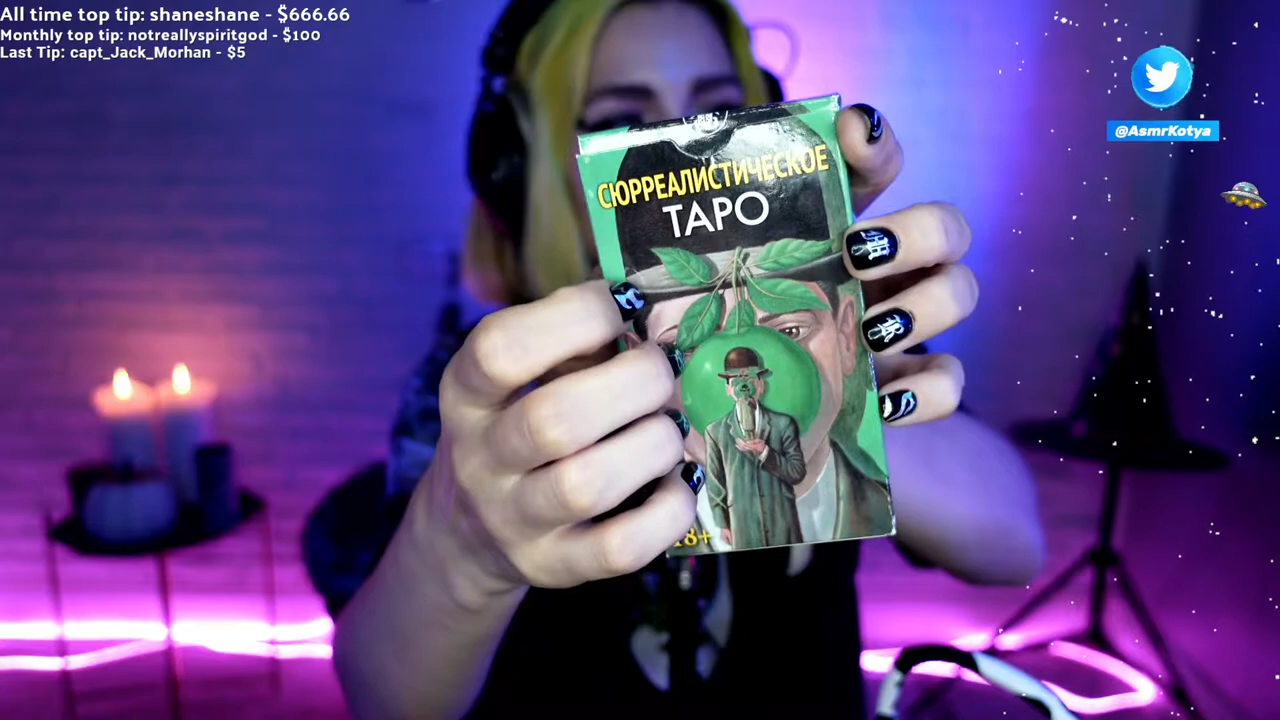 All time top tip: shaneshane - $666.66
Monthly top tip: notreallyspiritgod - $100
Last Tip: capt_Jack_Morhan - $5
@AsmrKotya
СЮРРЕАЛИСТИЧЕСКОЕ
ТАРО
18+